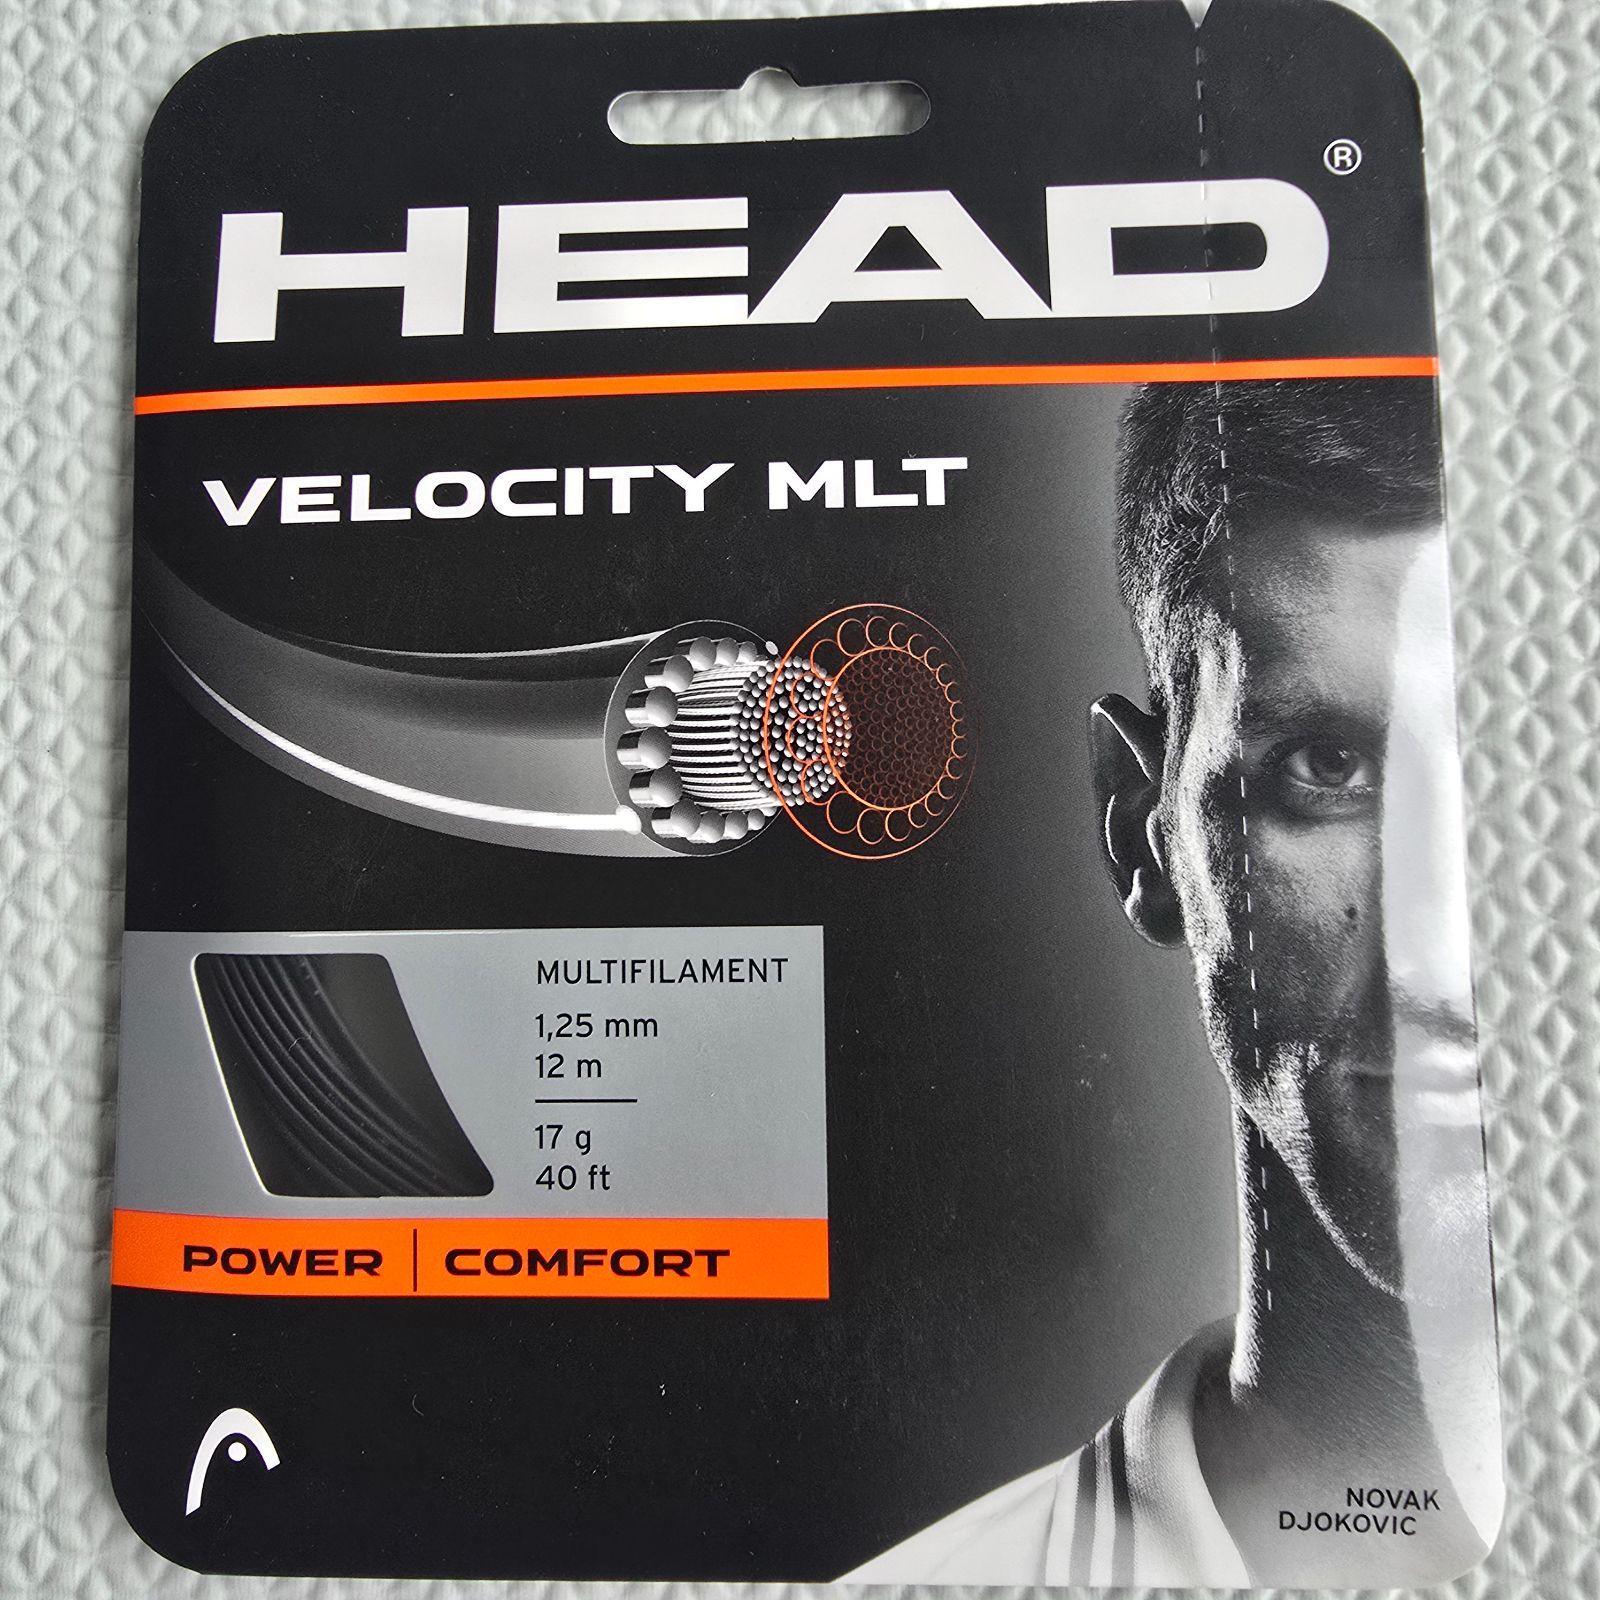 HEAD®
VELOCITY MLT
MULTIFILAMENT
1,25 mm
12 m
17 g
40 ft
POWER | COMFORT
NOVAK
DJOKOVIC